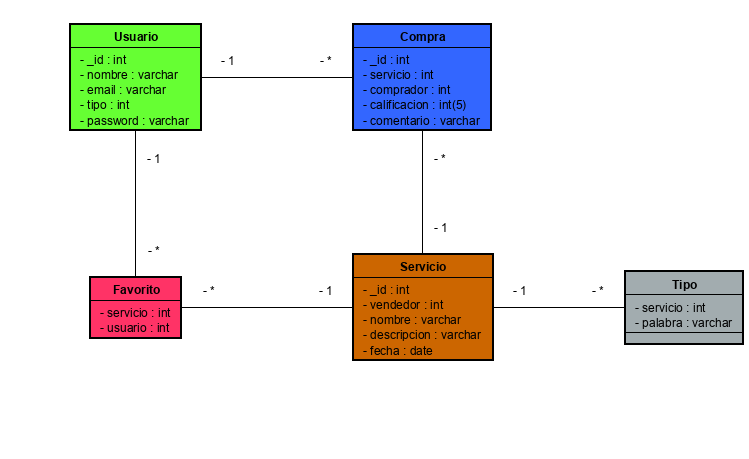 Usuario
- _id : int
- nombre : varchar
- email : varchar
- tipo : int
- password : varchar
- 1
- *
Compra
- _id : int
- servicio : int
- comprador : int
- calificacion : int(5)
- comentario : varchar
- 1
- *
- *
- 1
Favorito
- servicio : int
- usuario : int
- *
- 1
Servicio
- _id : int
- vendedor : int
- nombre : varchar
- descripcion : varchar
- fecha : date
- 1
- *
Tipo
- servicio : int
- palabra : varchar